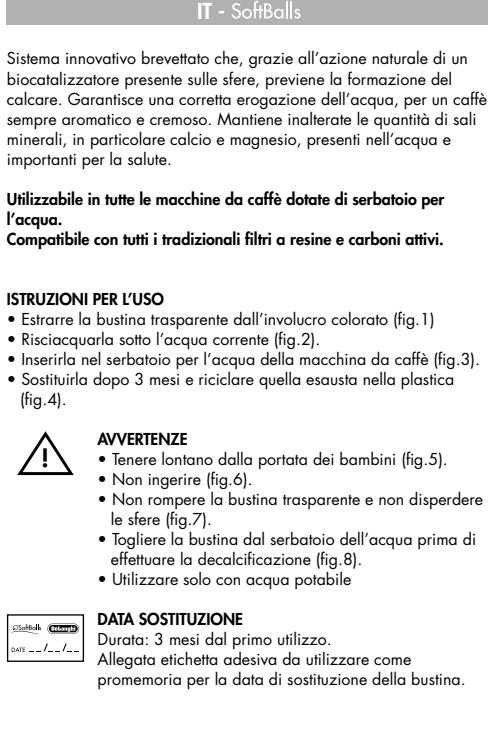 IT - SoftBalls
Sistema innovativo brevettato che, grazie all'azione naturale di un
biocatalizzatore presente sulle sfere, previene la formazione del
calcare. Garantisce una corretta erogazione dell'acqua, per un caffè
sempre aromatico e cremoso. Mantiene inalterate le quantità di sali
minerali, in particolare calcio e magnesio, presenti nell'acqua e
importanti per la salute.
Utilizzabile in tutte le macchine da caffè dotate di serbatoio per
l'acqua.
Compatibile con tutti i tradizionali filtri a resine e carboni attivi.
ISTRUZIONI PER L'USO
• Estrarre la bustina trasparente dall'involucro colorato (fig.1)
• Risciacquarla sotto l'acqua corrente (fig.2).
• Inserirla nel serbatoio per l'acqua della macchina da caffè (fig.3).
• Sostituirla dopo 3 mesi e riciclare quella esausta nella plastica
(fig.4).
AVVERTENZE
• Tenere lontano dalla portata dei bambini (fig.5).
• Non ingerire (fig.6).
• Non rompere la bustina trasparente e non disperdere
le sfere (fig.7).
• Togliere la bustina dal serbatoio dell'acqua prima di
effettuare la decalcificazione (fig.8).
• Utilizzare solo con acqua potabile
SoftBalls DeLonghi
DATE _ _/_ _/_ _
DATA SOSTITUZIONE
Durata: 3 mesi dal primo utilizzo.
Allegata etichetta adesiva da utilizzare come
promemoria per la data di sostituzione della bustina.